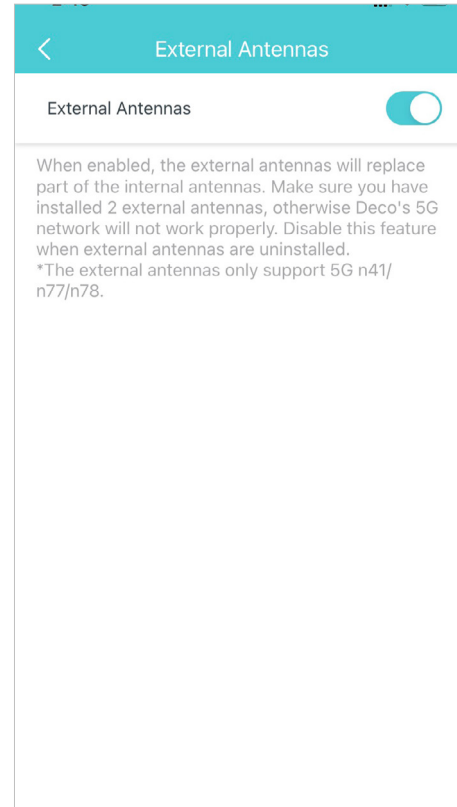 External Antennas
External Antennas
When enabled, the external antennas will replace
part of the internal antennas. Make sure you have
installed 2 external antennas, otherwise Deco's 5G
network will not work properly. Disable this feature
when external antennas are uninstalled.
*The external antennas only support 5G n41/
n77/n78.